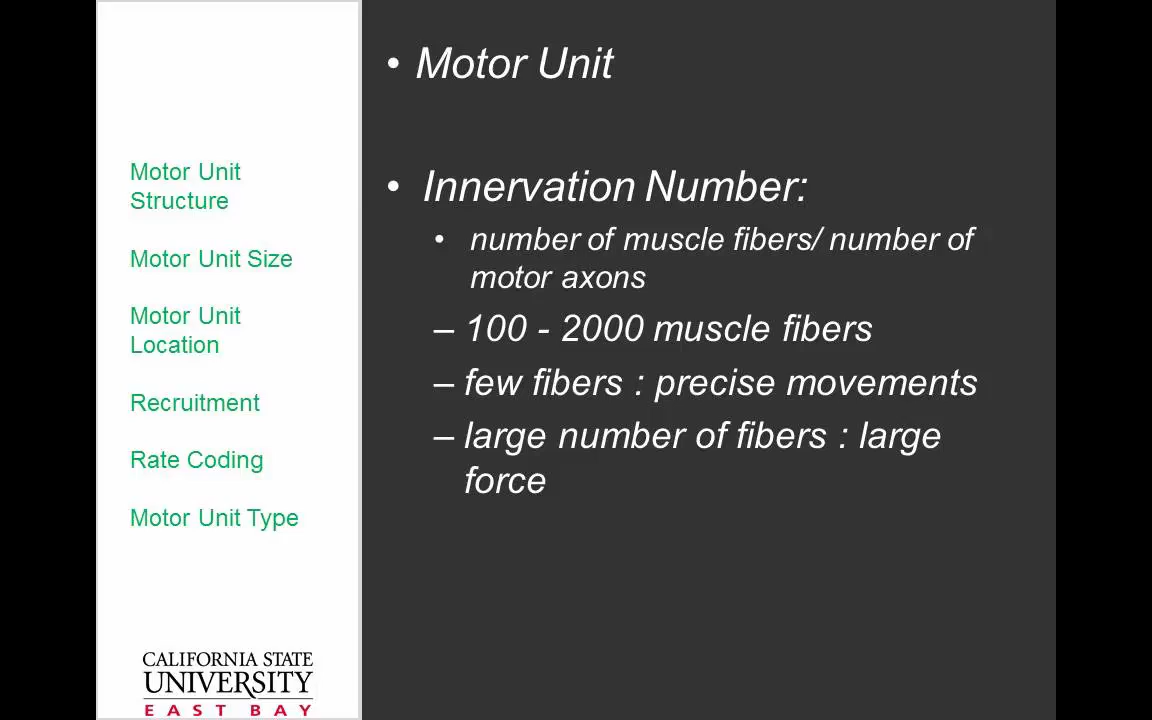 Motor Unit
Structure
Motor Unit Size
Motor Unit
Location
Recruitment
Rate Coding
Motor Unit Type
CALIFORNIA STATE
UNIVERSITY
EAST BAY
• Motor Unit
• Innervation Number:
• number of muscle fibers/ number of
motor axons
– 100 - 2000 muscle fibers
– few fibers : precise movements
– large number of fibers : large
force